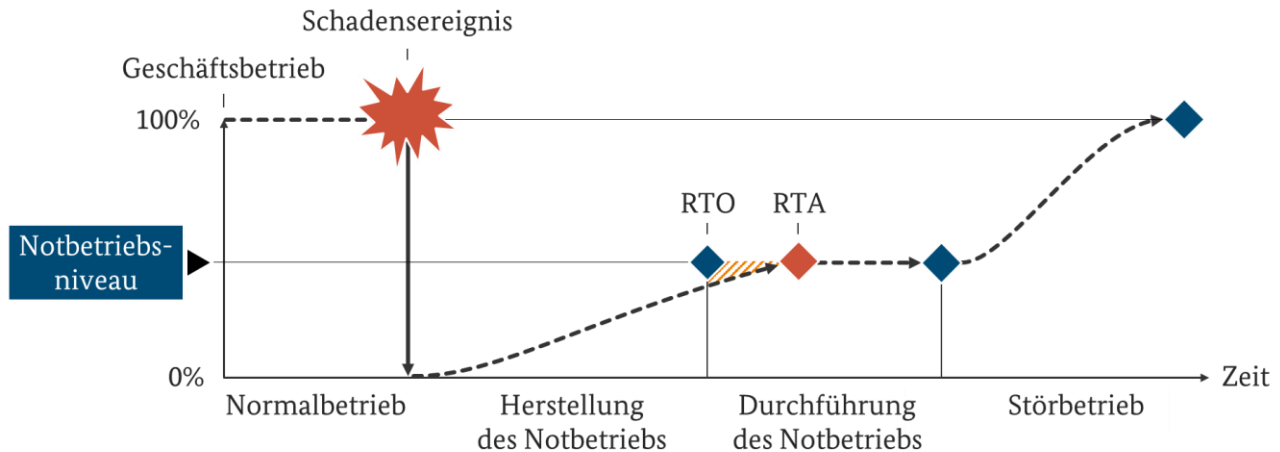 Schadensereignis
Geschäftsbetrieb
100%
RTO
RTA
Notbetriebs-
niveau
0%
Zeit
Normalbetrieb
Herstellung
des Notbetriebs
Durchführung
des Notbetriebs
Störbetrieb